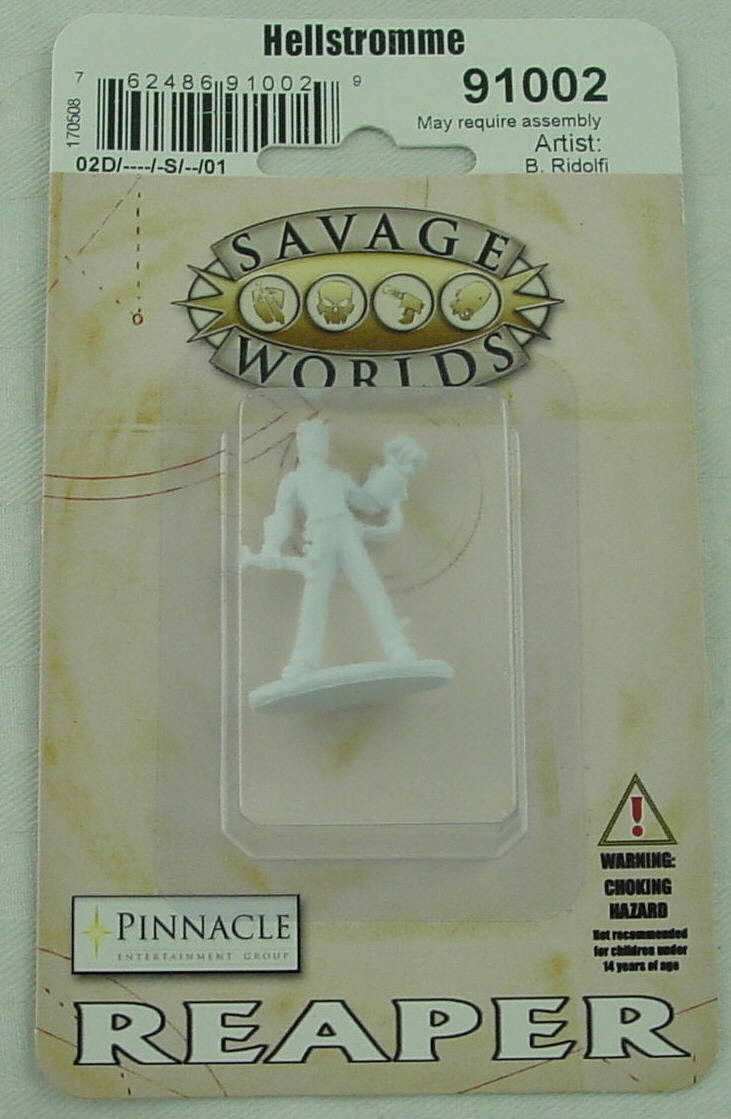 Hellstromme
7 62486 91002 9
170508
91002
May require assembly
Artist:
B. Ridolfi
02D/----/-S/--/01
SAVAGE
WORLDS
!
WARNING:
CHOKING
HAZARD
Not recommended
for children under
14 years of age
PINNACLE
ENTERTAINMENT GROUP
REAPER